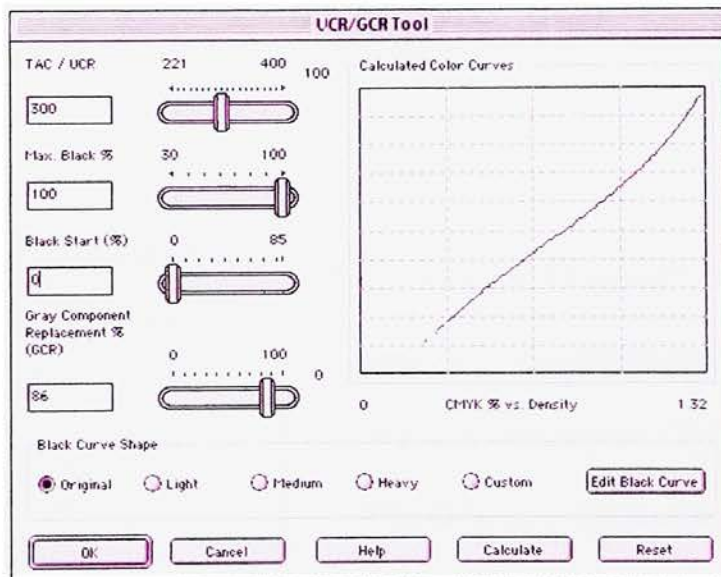 UCR/GCR Tool
TAC / UCR
221 400
300
Max. Black %
30 100
100
Black Start (%)
0 85
0
Gray Component
Replacement %
(GCR)
0 100
86
Calculated Color Curves
100
0
0 CMYK % vs. Density 1.32
Black Curve Shape
Original Light Medium Heavy Custom Edit Black Curve
OK Cancel Help Calculate Reset